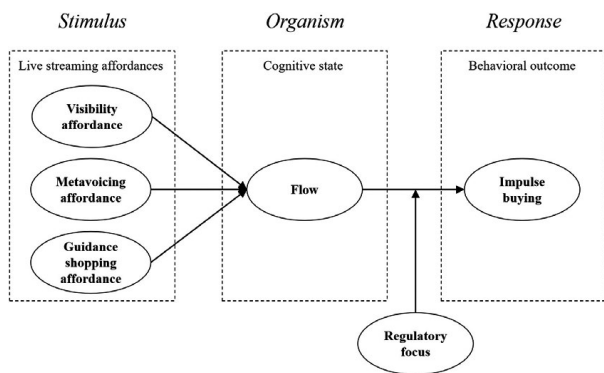 Stimulus
Organism
Response
Live streaming affordances
Cognitive state
Behavioral outcome
Visibility
affordance
Metavoicing
affordance
Guidance
shopping
affordance
Flow
Impulse
buying
Regulatory
focus